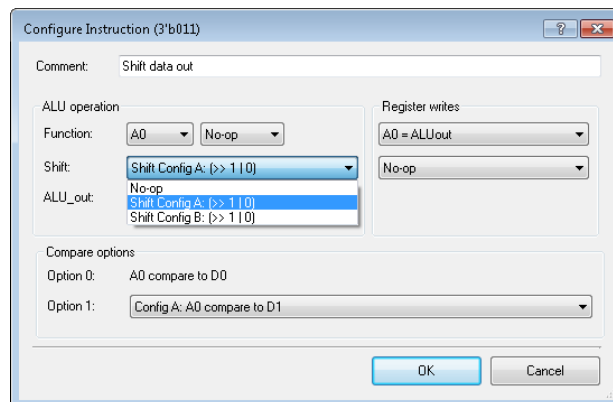 Configure Instruction (3'b011)
Comment: Shift data out
ALU operation
Register writes
Function: A0 No-op
A0 = ALUout
Shift: Shift Config A: (>> 1 | 0)
No-op
No-op
Shift Config A: (>> 1 | 0)
Shift Config B: (>> 1 | 0)
ALU_out:
Compare options
Option 0: A0 compare to D0
Option 1: Config A: A0 compare to D1
OK Cancel